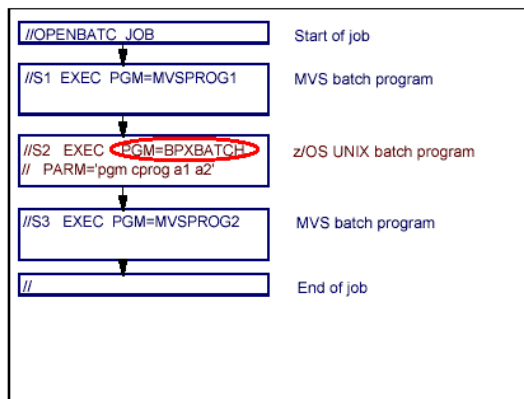 //OPENBATC JOB Start of job
//S1 EXEC PGM=MVSPROG1 MVS batch program
//S2 EXEC PGM=BPXBATCH z/OS UNIX batch program
// PARM='pgm cprog a1 a2'
//S3 EXEC PGM=MVSPROG2 MVS batch program
// End of job